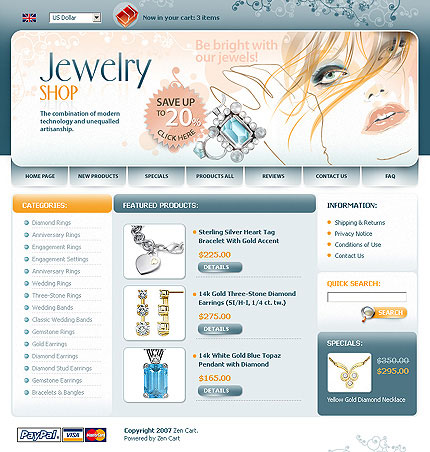 US Dollar
Now in your cart: 3 items
Be bright with
our jewels!
Jewelry
SHOP
The combination of modern
technology and unequalled
artisanship.
SAVE UP
TO 20%
CLICK HERE
HOME PAGE
NEW PRODUCTS
SPECIALS
PRODUCTS ALL
REVIEWS
CONTACT US
FAQ
CATEGORIES:
Diamond Rings
Anniversary Rings
Engagement Rings
Engagement Settings
Anniversary Rings
Wedding Rings
Three-Stone Rings
Wedding Bands
Classic Wedding Bands
Gemstone Rings
Gold Earrings
Diamond Earrings
Diamond Stud Earrings
Gemstone Earrings
Bracelets & Bangles
FEATURED PRODUCTS:
Sterling Silver Heart Tag
Bracelet With Gold Accent
$225.00
DETAILS
14k Gold Three-Stone Diamond
Earrings (SI/H-I, 1/4 ct. tw.)
$275.00
DETAILS
14k White Gold Blue Topaz
Pendant with Diamond
$165.00
DETAILS
INFORMATION:
Shipping & Returns
Privacy Notice
Conditions of Use
Contact Us
QUICK SEARCH:
SEARCH
SPECIALS:
$350.00
$295.00
Yellow Gold Diamond Necklace
PayPal
VISA
MasterCard
Copyright 2007 Zen Cart.
Powered by Zen Cart